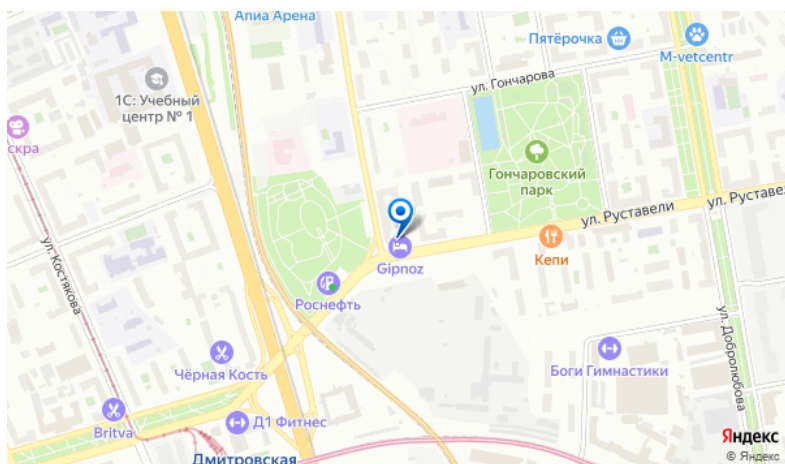 Апиа Арена
Пятёрочка
M-vetcentr
ул. Гончарова
1С: Учебный
центр № 1
скра
Гончаровский
парк
ул. Руставели
ул. Руставе
Кепи
Gipnoz
ул. Костякова
Роснефть
ул. Добролюбова
Чёрная Кость
Боги Гимнастики
Britva
Д1 Фитнес
Дмитровская
Яндекс
© Яндекс